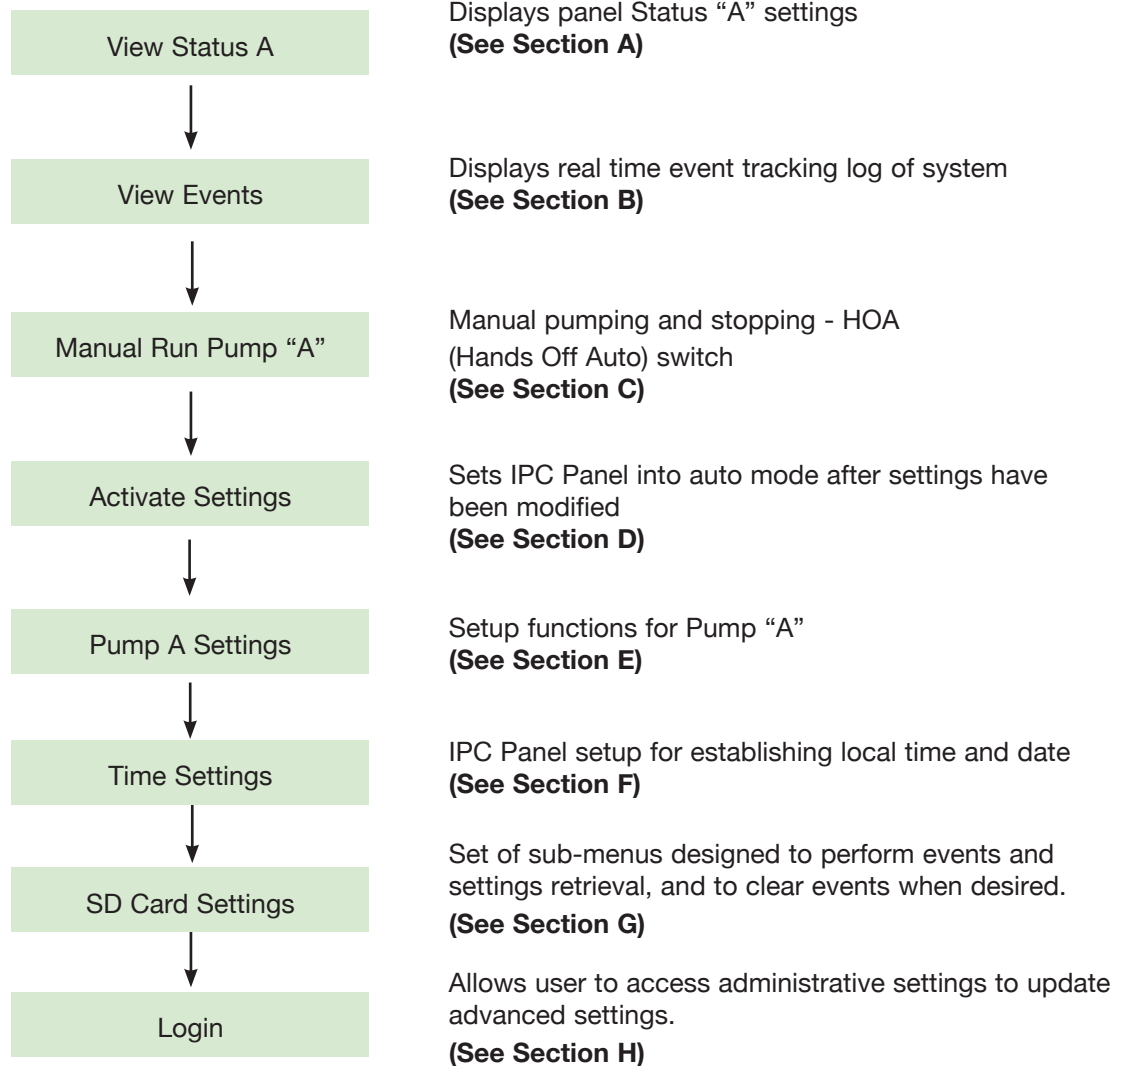 View Status A
Displays panel Status “A” settings
(See Section A)
View Events
Displays real time event tracking log of system
(See Section B)
Manual Run Pump “A”
Manual pumping and stopping - HOA
(Hands Off Auto) switch
(See Section C)
Activate Settings
Sets IPC Panel into auto mode after settings have
been modified
(See Section D)
Pump A Settings
Setup functions for Pump “A”
(See Section E)
Time Settings
IPC Panel setup for establishing local time and date
(See Section F)
SD Card Settings
Set of sub-menus designed to perform events and
settings retrieval, and to clear events when desired.
(See Section G)
Login
Allows user to access administrative settings to update
advanced settings.
(See Section H)